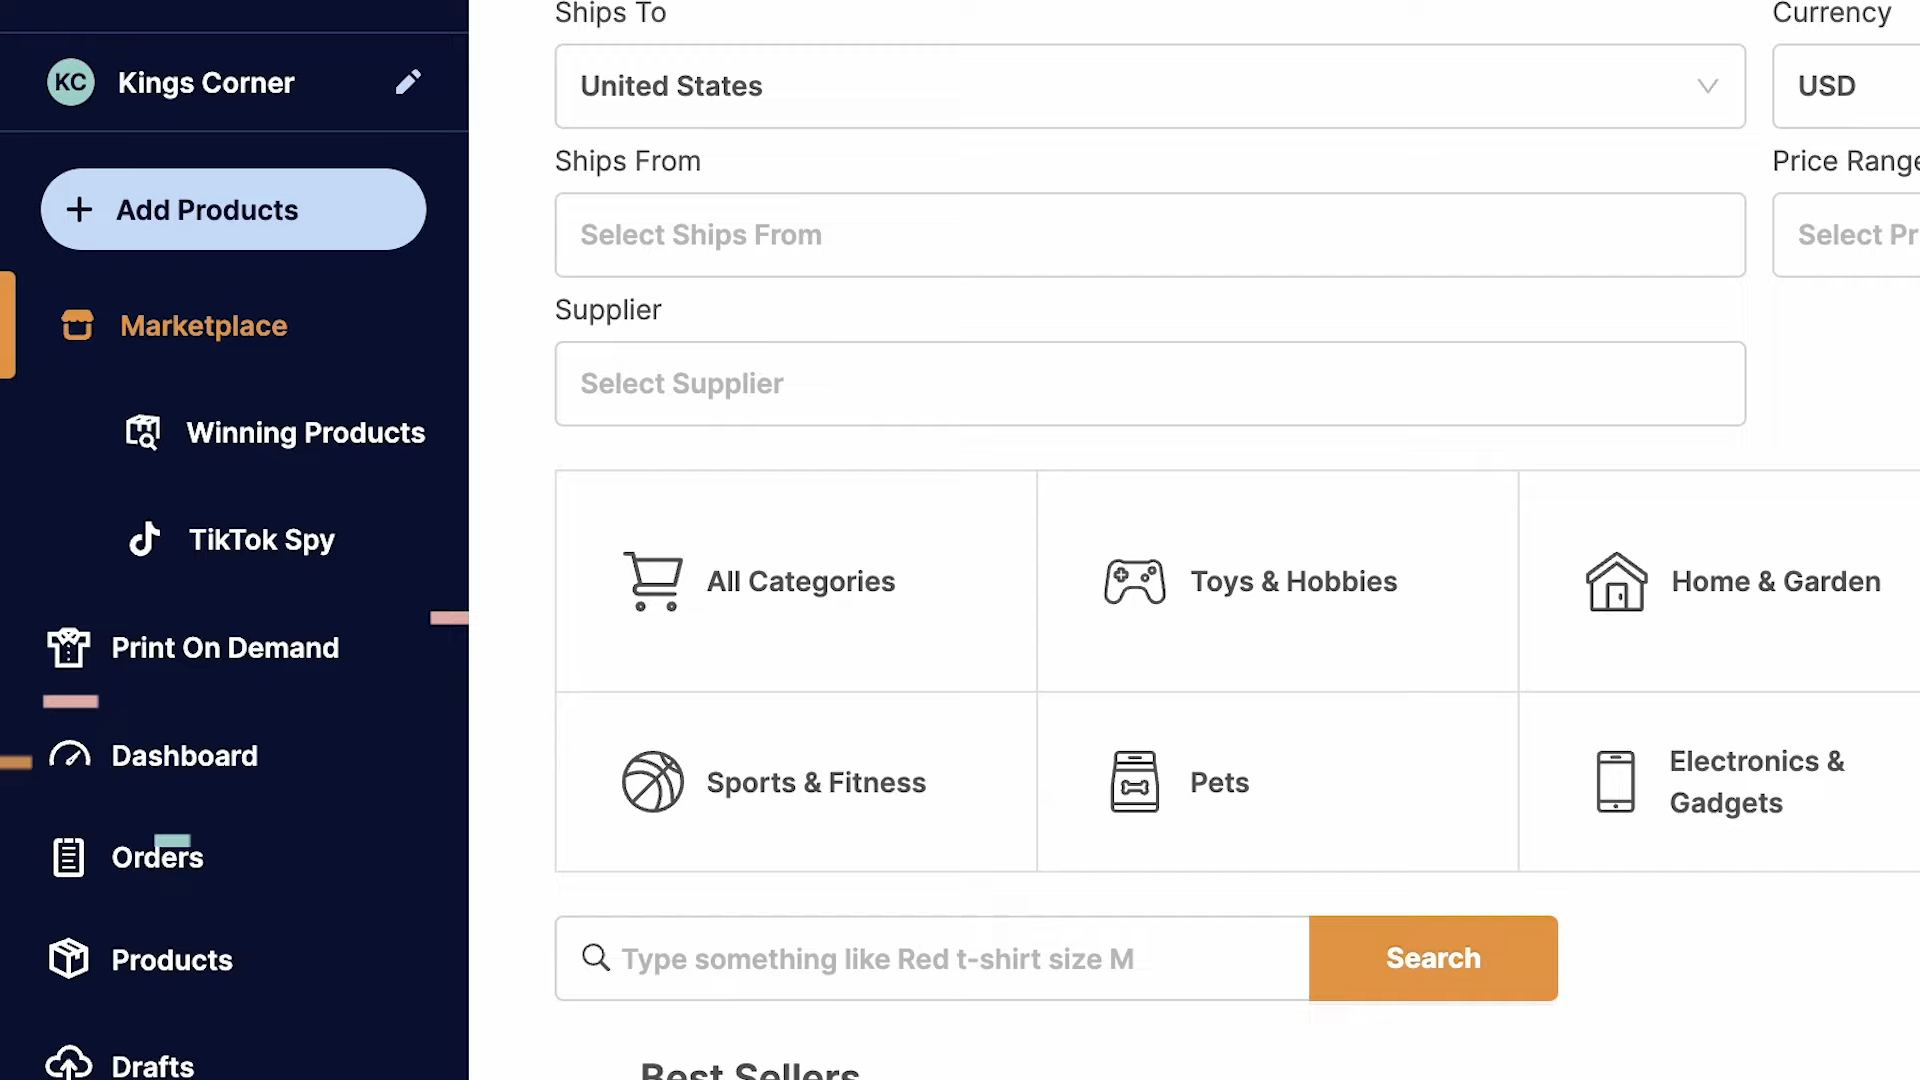 KC Kings Corner
Add Products
Marketplace
Winning Products
TikTok Spy
Print On Demand
Dashboard
Orders
Products
Drafts
Ships To
United States
Currency
USD
Ships From
Select Ships From
Price Range
Select Pr
Supplier
Select Supplier
All Categories
Toys & Hobbies
Home & Garden
Sports & Fitness
Pets
Electronics &
Gadgets
Type something like Red t-shirt size M
Search
Best Sellers